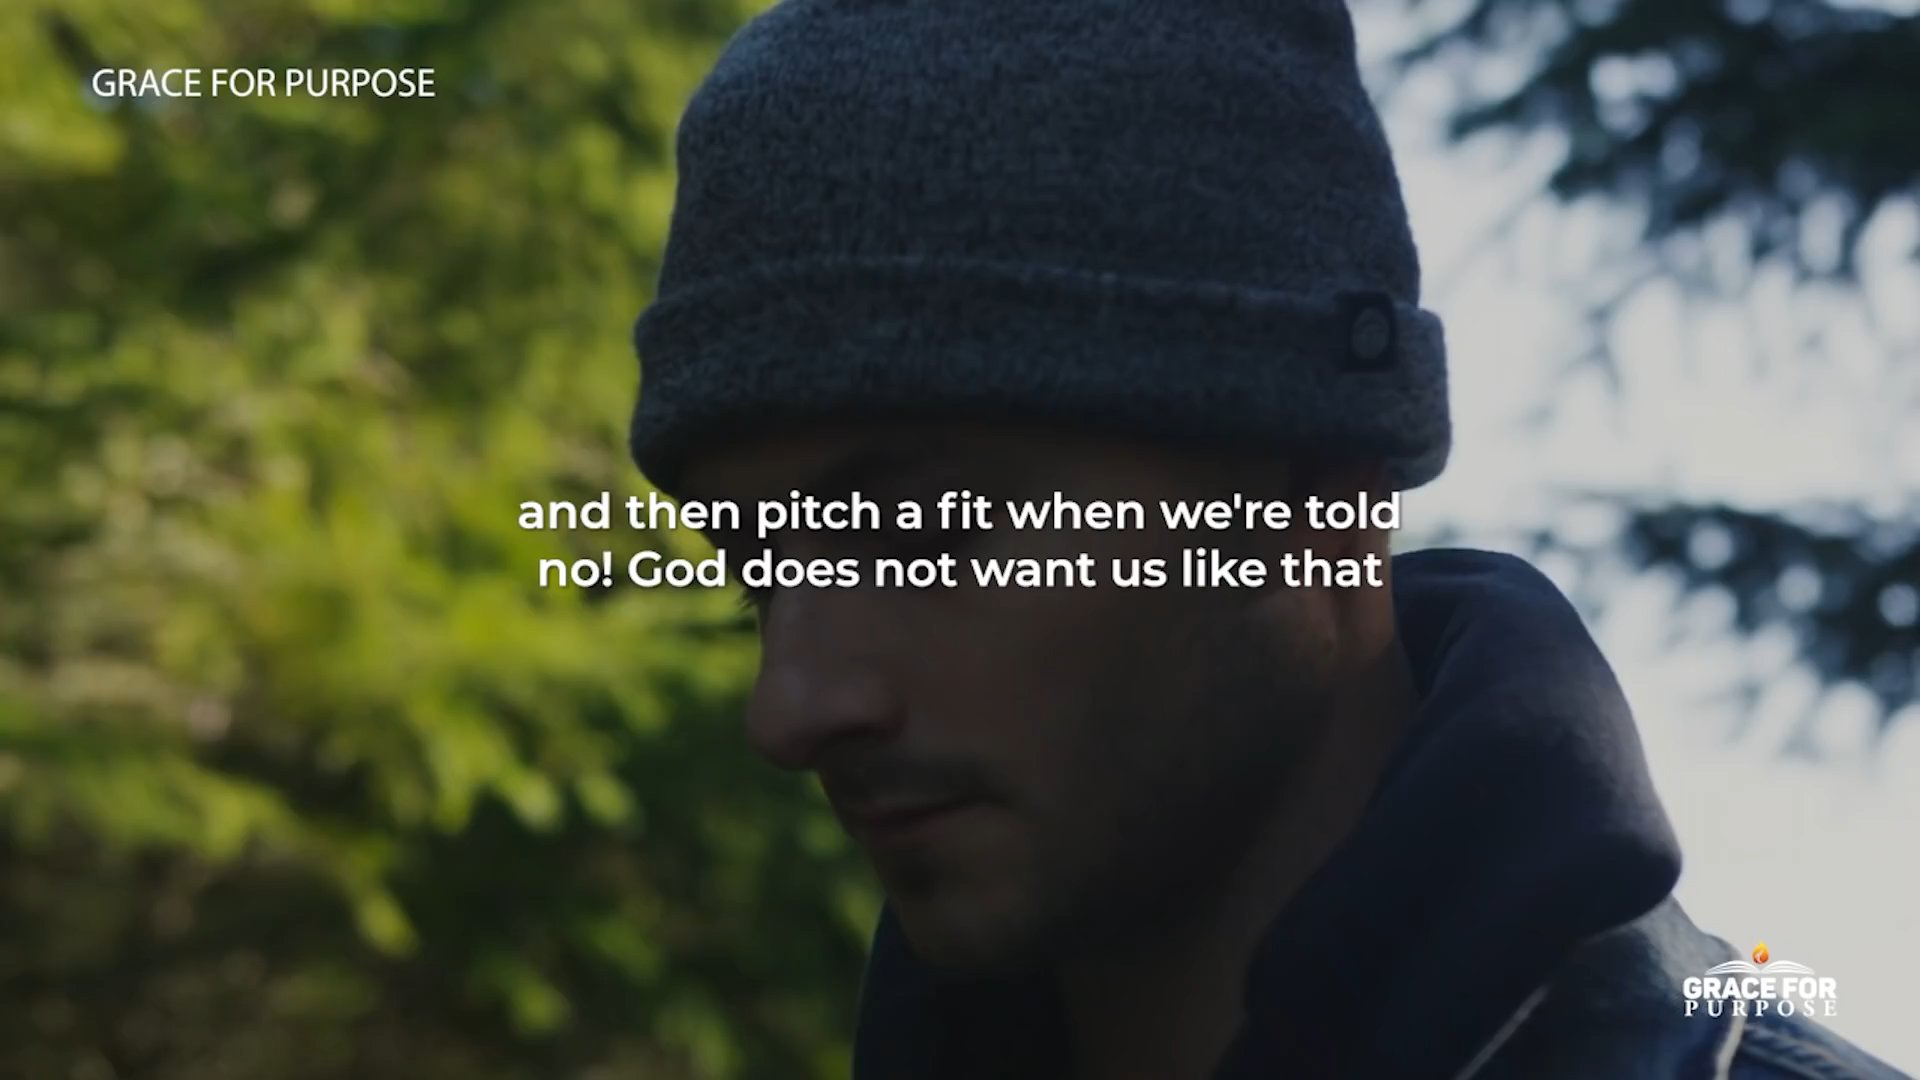 GRACE FOR PURPOSE
and then pitch a fit when we're told
no! God does not want us like that
GRACE FOR
PURPOSE